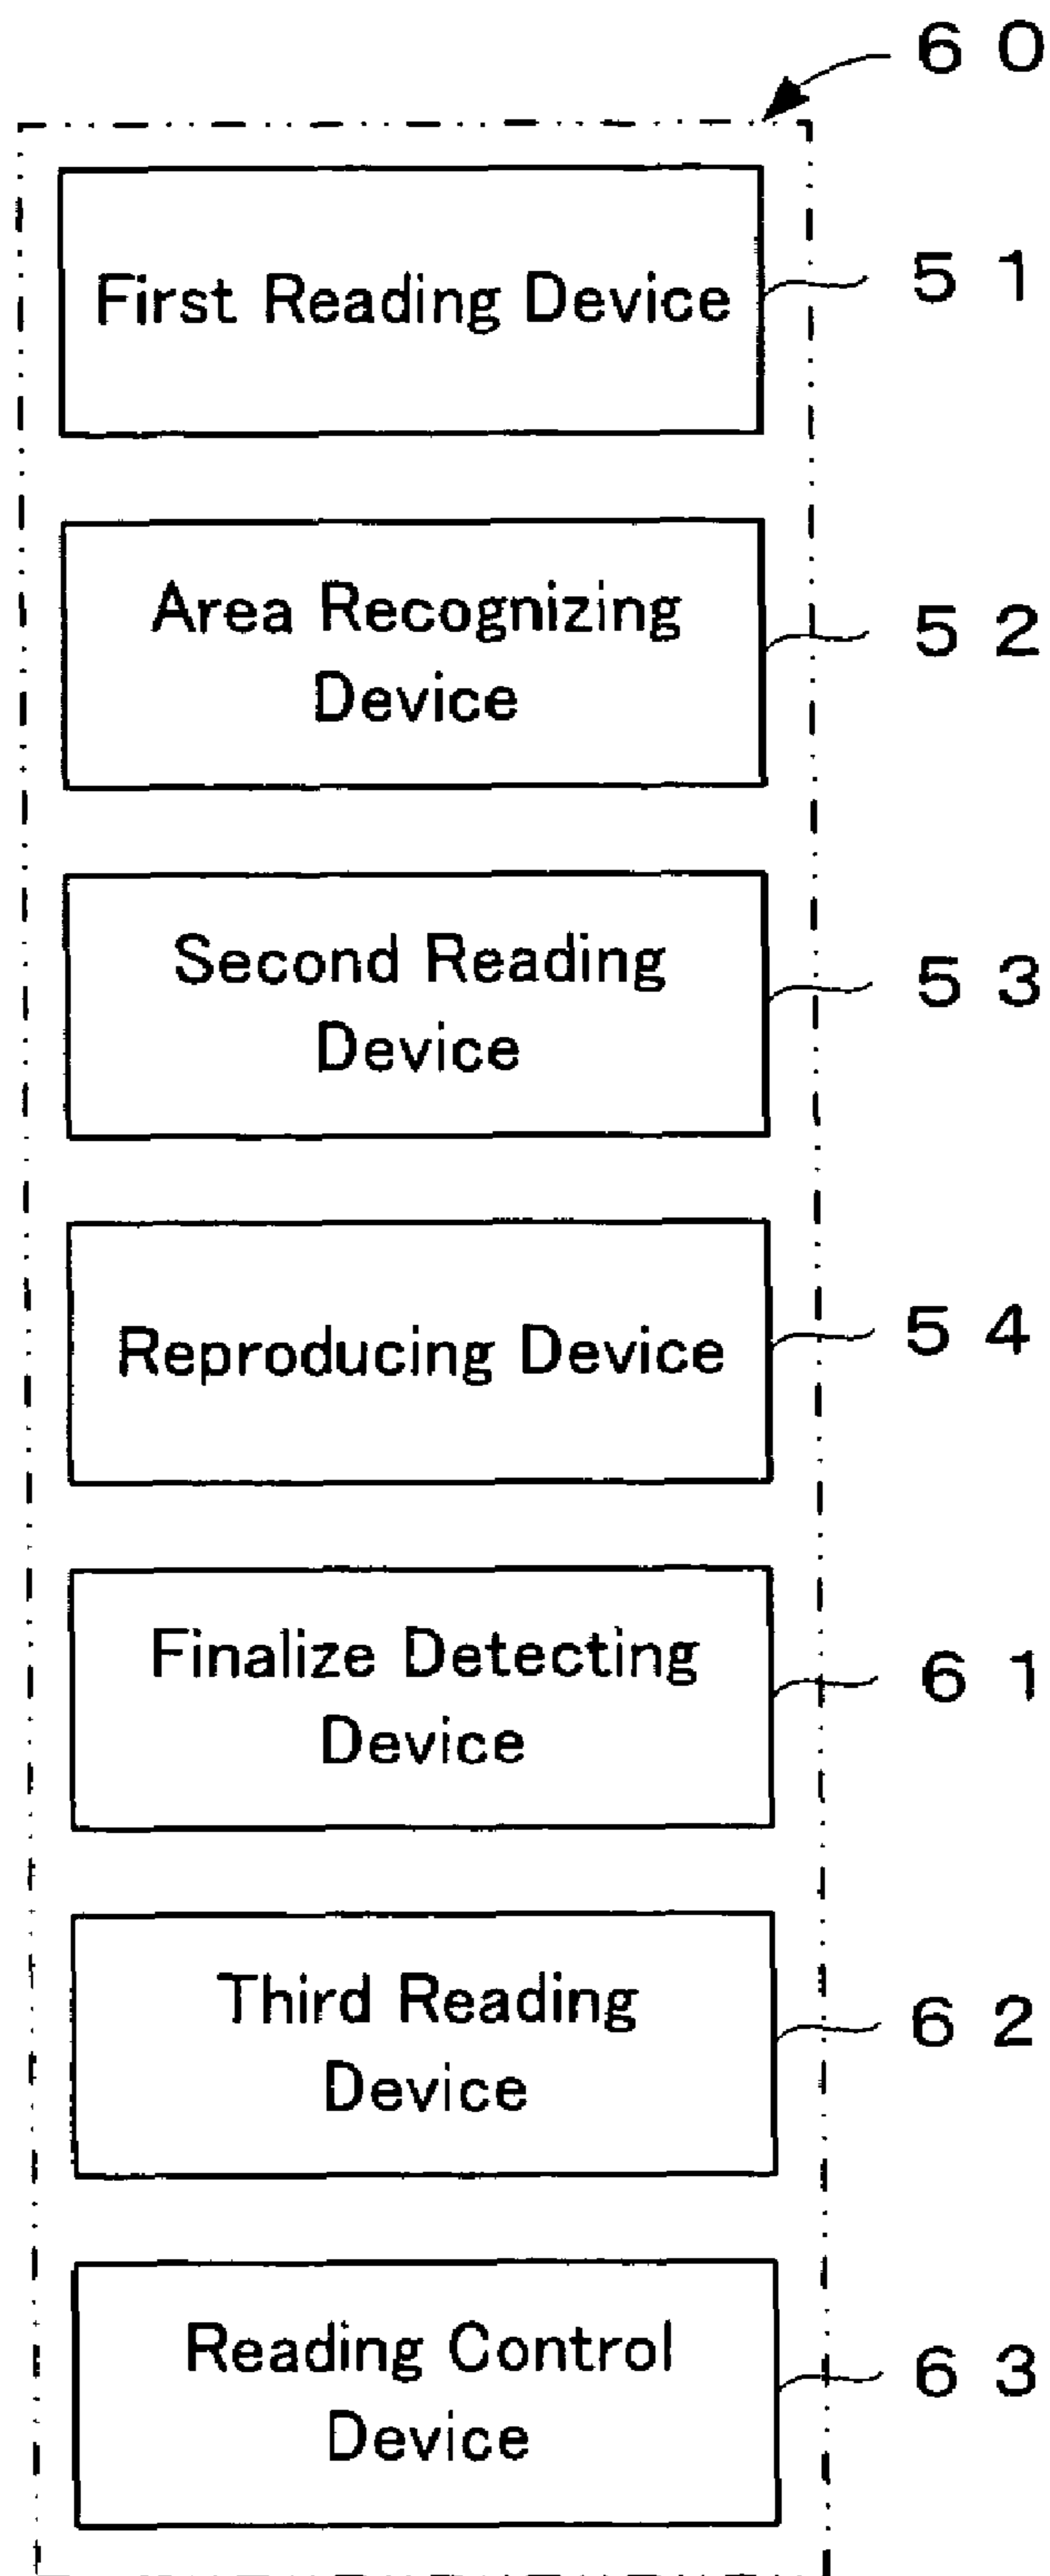 60
First Reading Device
51
Area Recognizing
Device
52
Second Reading
Device
53
Reproducing Device
54
Finalize Detecting
Device
61
Third Reading
Device
62
Reading Control
Device
63